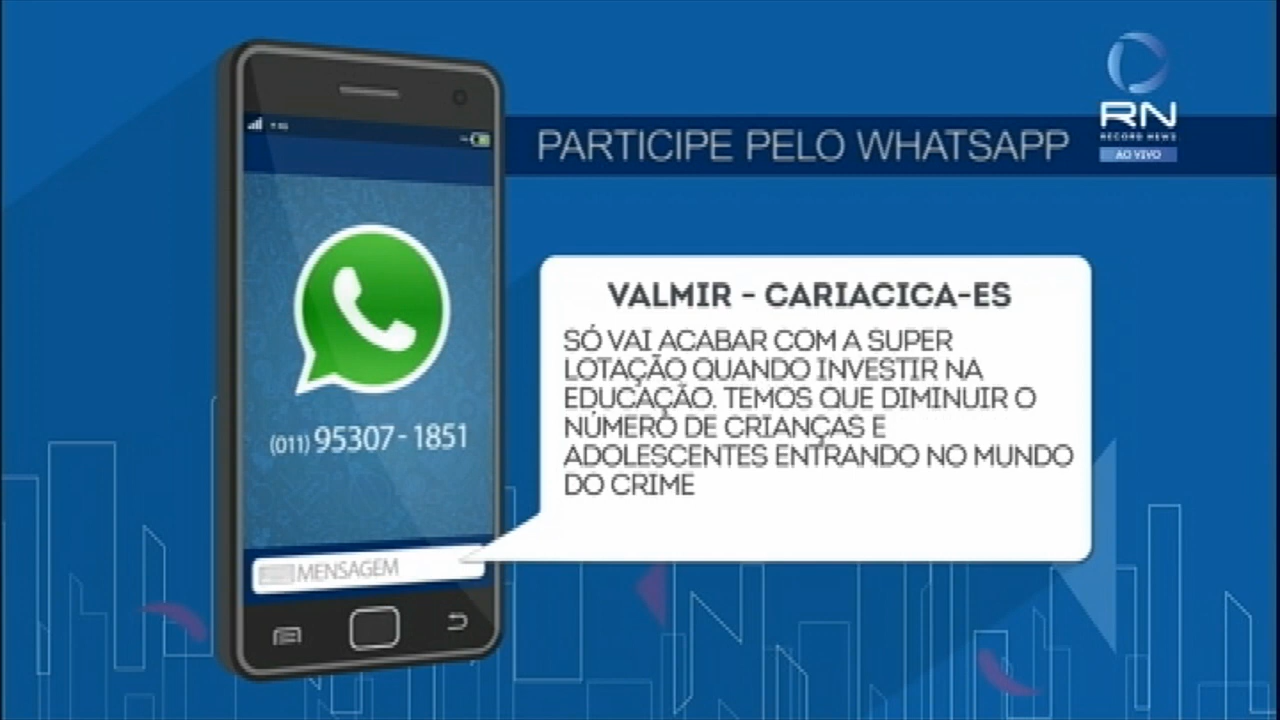 PARTICIPE PELO WHATSAPP
RN
RECORD NEWS
AO VIVO
VALMIR - CARIACICA-ES
SÓ VAI ACABAR COM A SUPER
LOTAÇÃO QUANDO INVESTIR NA
EDUCAÇÃO. TEMOS QUE DIMINUIR O
NÚMERO DE CRIANÇAS E
ADOLESCENTES ENTRANDO NO MUNDO
DO CRIME
(011) 95307-1851
MENSAGEM